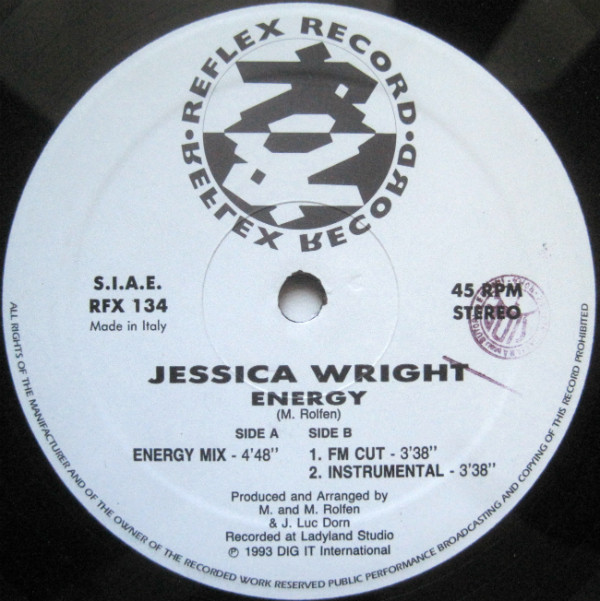 REFLEX RECORD
REFLEX RECORD
S.I.A.E.
RFX 134
Made in Italy
45 RPM
STEREO
JESSICA WRIGHT
ENERGY
(M. Rolfen)
SIDE A
ENERGY MIX - 4'48"
SIDE B
1. FM CUT - 3'38"
2. INSTRUMENTAL - 3'38"
Produced and Arranged by
M. and M. Rolfen
& J. Luc Dorn
Recorded at Ladyland Studio
℗ 1993 DIG IT International
ALL RIGHTS OF THE MANIFACTURER AND OF THE OWNER OF THE RECORDED WORK RESERVED PUBLIC PERFORMANCE BROADCASTING AND COPYING OF THIS RECORD PROHIBITED